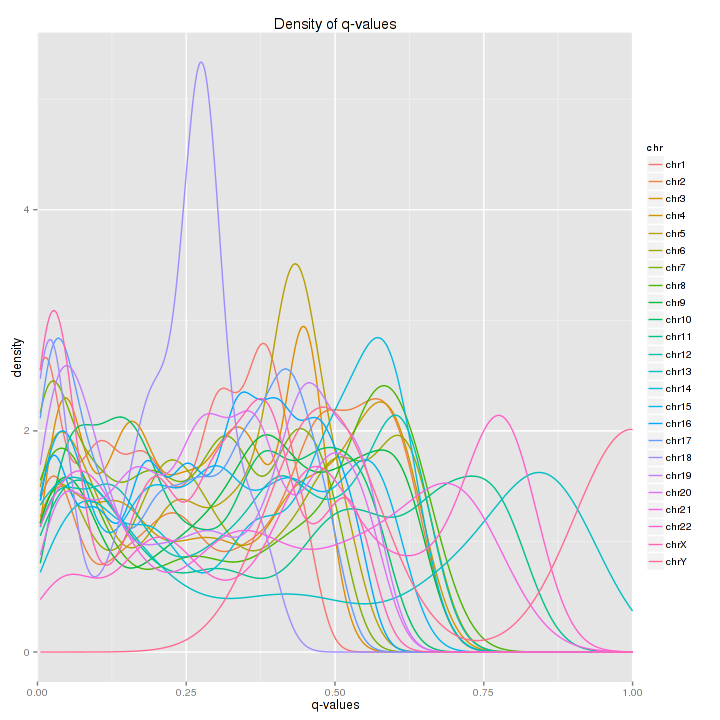 Density of q-values
density
4
2
0
0.00
0.25
0.50
0.75
1.00
q-values
chr
chr1
chr2
chr3
chr4
chr5
chr6
chr7
chr8
chr9
chr10
chr11
chr12
chr13
chr14
chr15
chr16
chr17
chr18
chr19
chr20
chr21
chr22
chrX
chrY